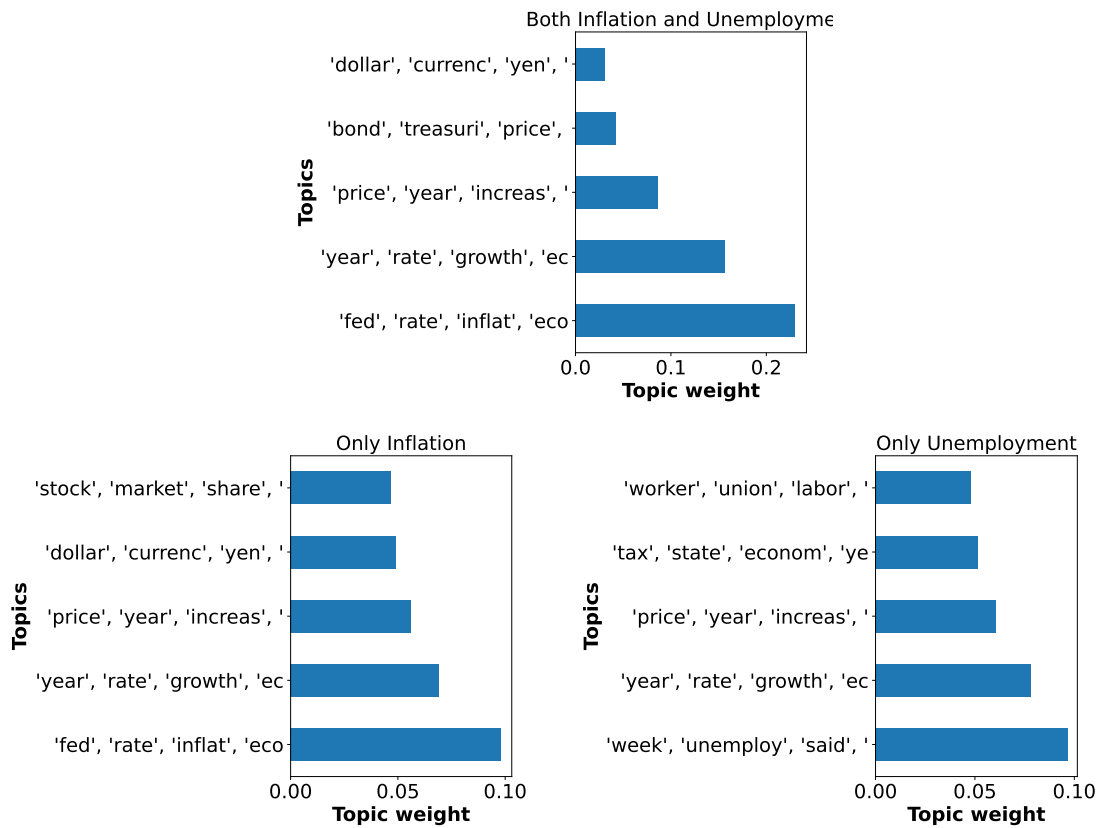 Both Inflation and Unemployme
'dollar', 'currenc', 'yen', '
'bond', 'treasuri', 'price',
'price', 'year', 'increas', '
'year', 'rate', 'growth', 'ec
'fed', 'rate', 'inflat', 'eco
Topics
0.0 0.1 0.2
Topic weight
Only Inflation
'stock', 'market', 'share', '
'dollar', 'currenc', 'yen', '
'price', 'year', 'increas', '
'year', 'rate', 'growth', 'ec
'fed', 'rate', 'inflat', 'eco
Topics
0.00 0.05 0.10
Topic weight
Only Unemployment
'worker', 'union', 'labor', '
'tax', 'state', 'econom', 'ye
'price', 'year', 'increas', '
'year', 'rate', 'growth', 'ec
'week', 'unemploy', 'said', '
Topics
0.00 0.05 0.10
Topic weight